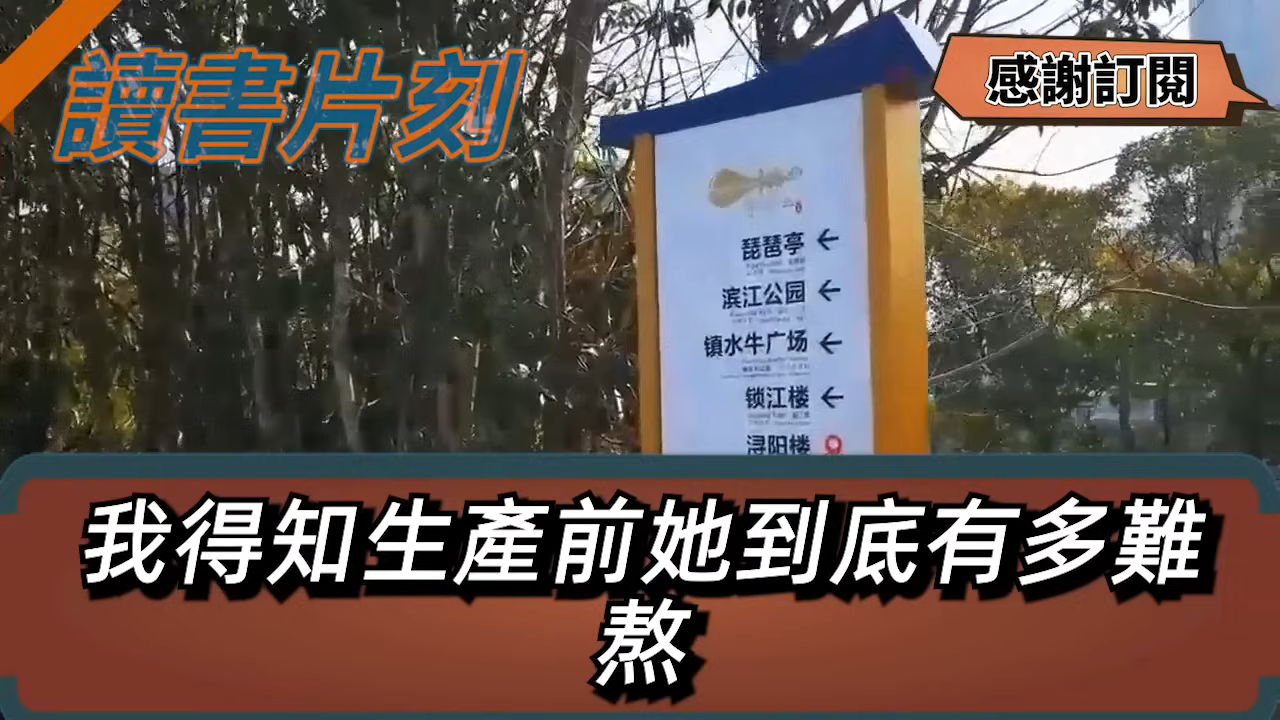 讀書片刻
感謝訂閱
琵琶亭
滨江公园
镇水牛广场
锁江楼
浔阳楼
我得知生產前她到底有多難
熬